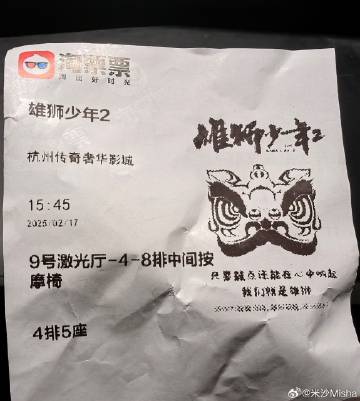 淘票票
淘出好时光
雄狮少年2
杭州传奇奢华影城
15:45
2025/02/17
9号激光厅-4-8排中间按
摩椅
4排5座
雄狮少年2
只要鼓点还能在心中响起
我们就是雄狮
@米沙Misha